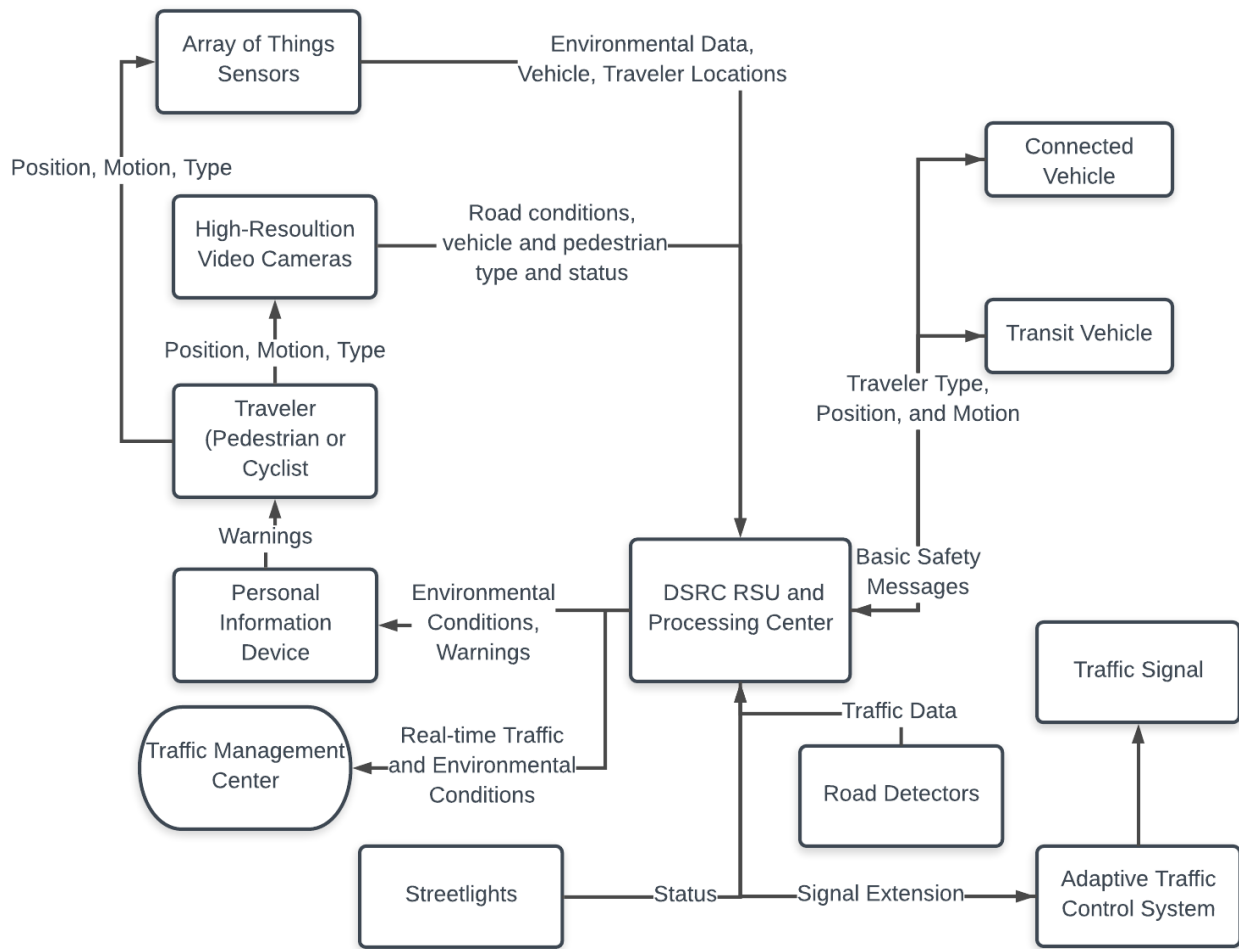 Array of Things
Sensors
Environmental Data,
Vehicle, Traveler Locations
Connected
Vehicle
Position, Motion, Type
High-Resoultion
Video Cameras
Road conditions,
vehicle and pedestrian
type and status
Transit Vehicle
Position, Motion, Type
Traveler Type,
Position, and Motion
Traveler
(Pedestrian or
Cyclist
Warnings
Basic Safety
Messages
Personal
Information
Device
Environmental
Conditions,
Warnings
DSRC RSU and
Processing Center
Traffic Signal
Traffic Data
Traffic Management
Center
Real-time Traffic
and Environmental
Conditions
Road Detectors
Streetlights
Status
Signal Extension
Adaptive Traffic
Control System